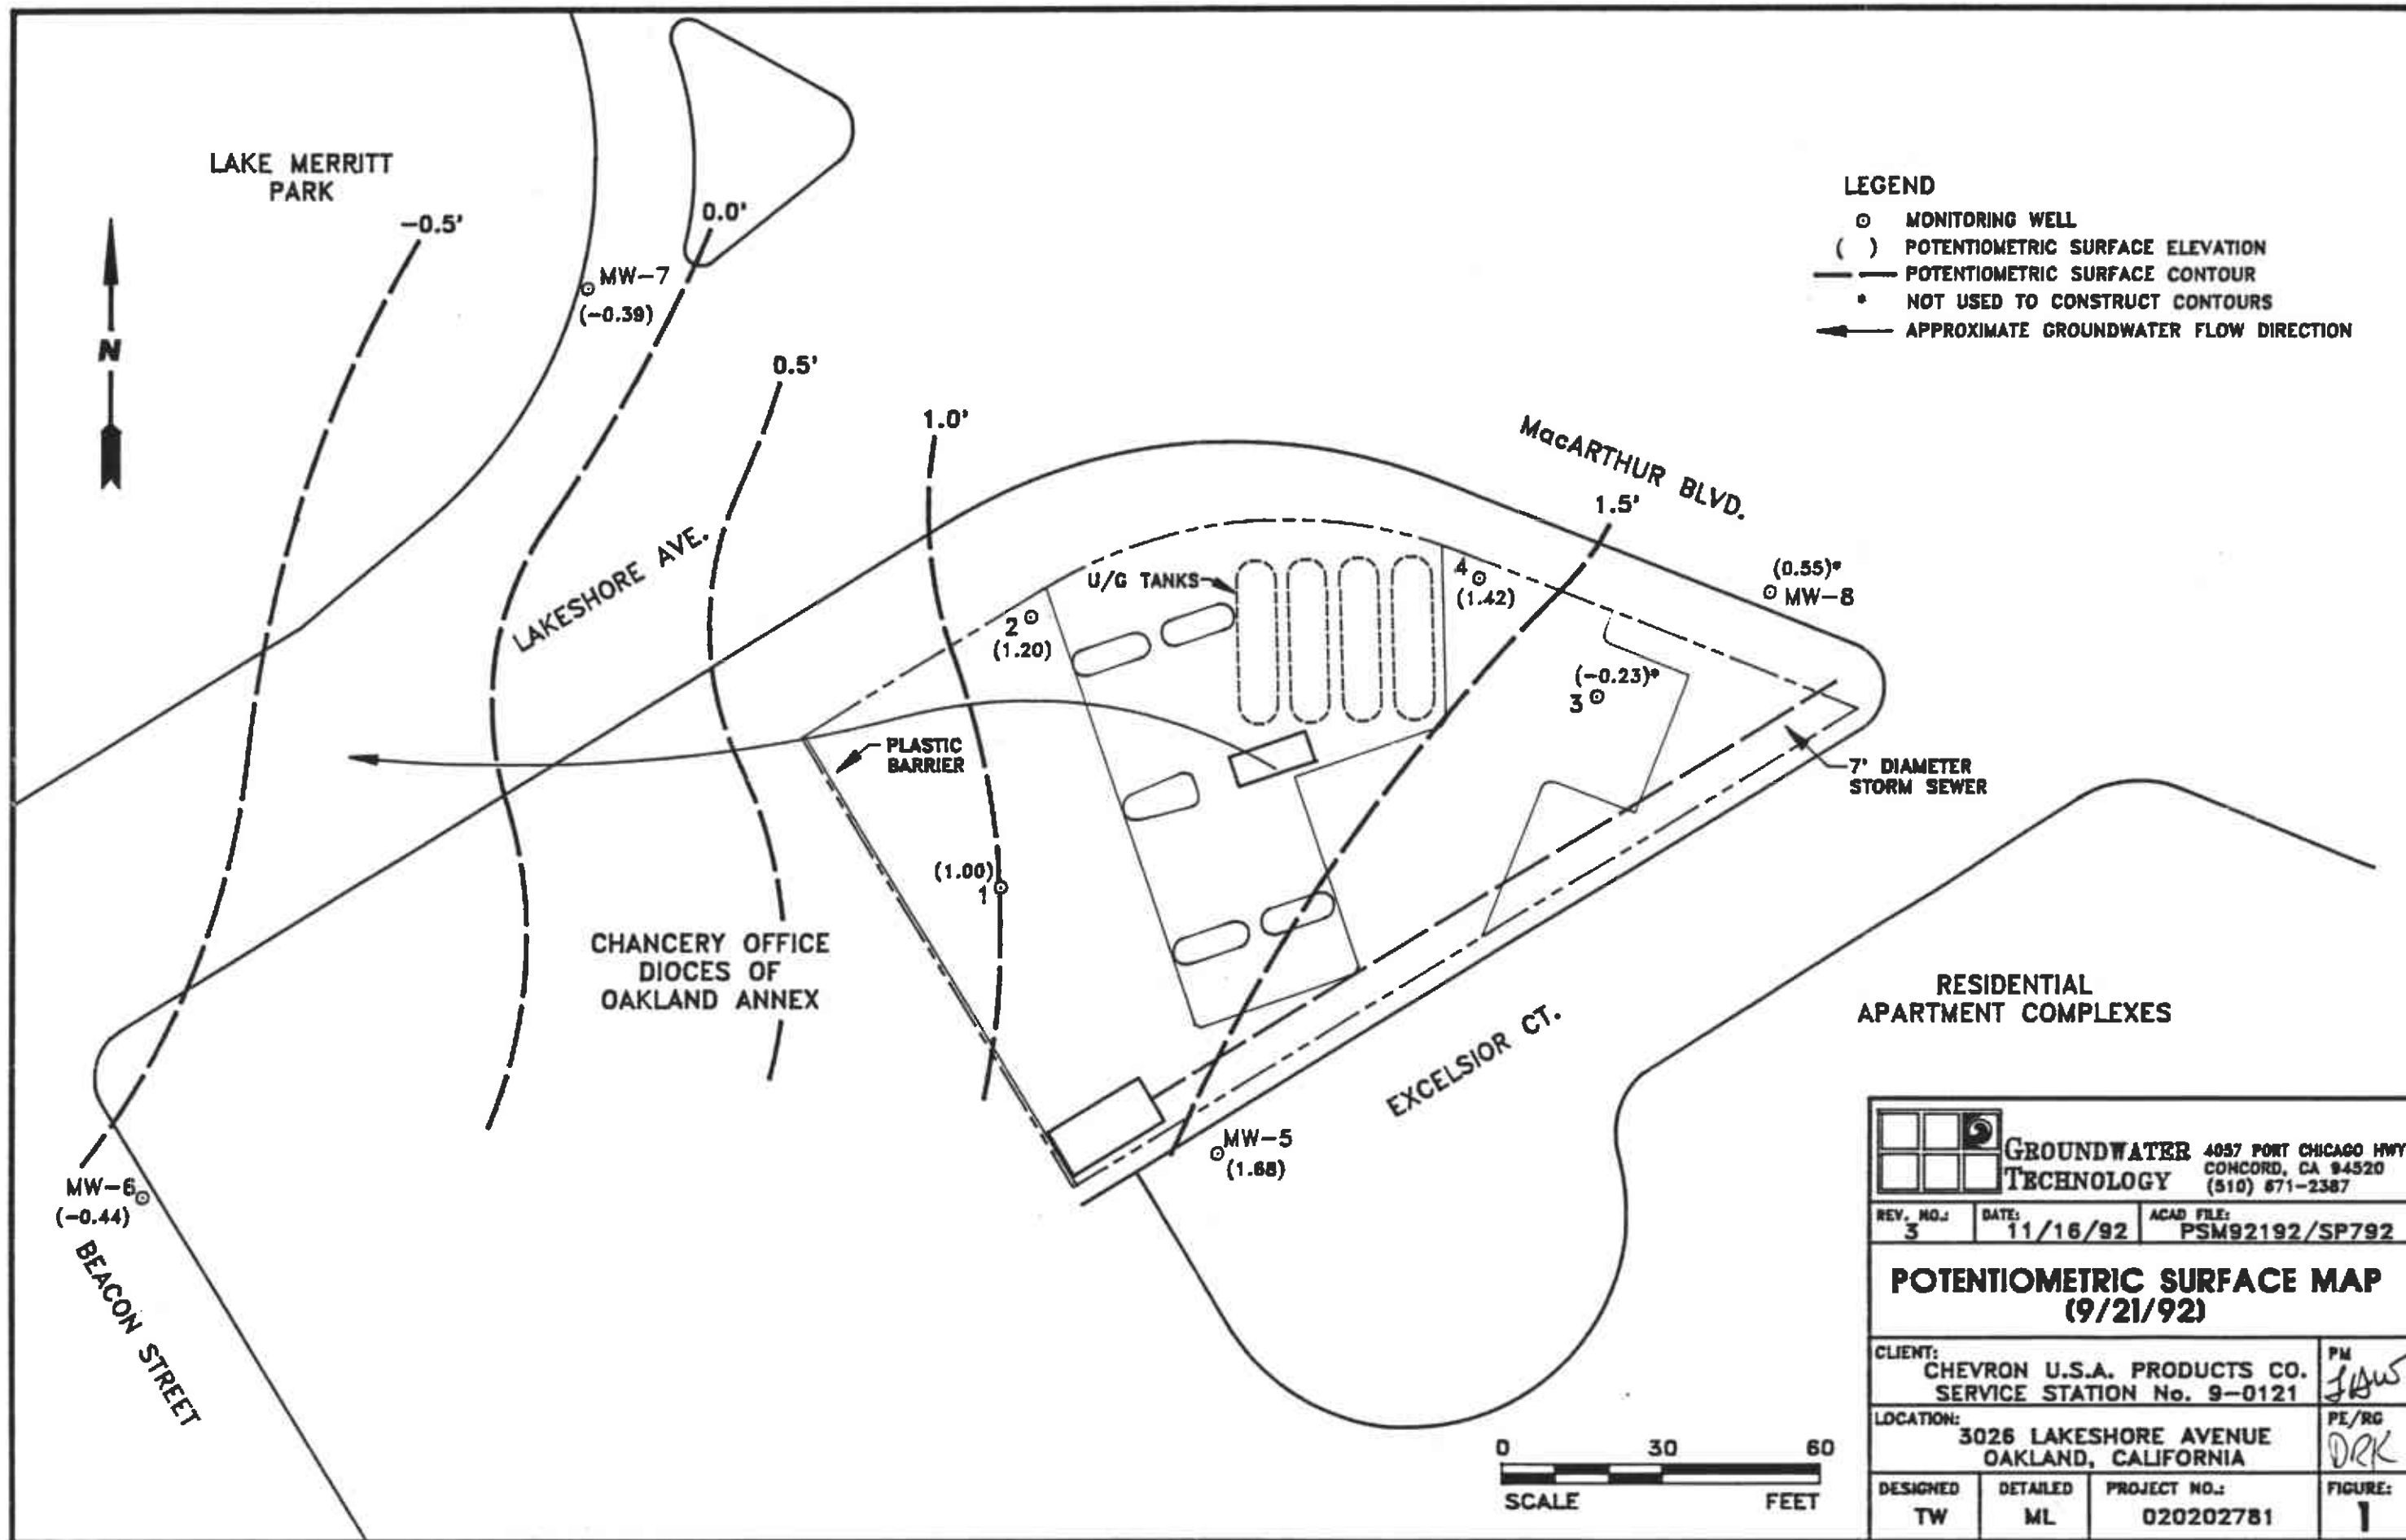 LAKE MERRITT
PARK
-0.5'
0.0'
MW-7
(-0.39)
N
0.5'
1.0'
LEGEND
MONITORING WELL
( ) POTENTIOMETRIC SURFACE ELEVATION
POTENTIOMETRIC SURFACE CONTOUR
* NOT USED TO CONSTRUCT CONTOURS
APPROXIMATE GROUNDWATER FLOW DIRECTION
MacARTHUR BLVD.
1.5'
LAKESHORE AVE.
U/G TANKS
4
(1.42)
(0.55)*
MW-8
2
(1.20)
(-0.23)*
3
PLASTIC
BARRIER
7' DIAMETER
STORM SEWER
(1.00)
1
CHANCERY OFFICE
DIOCES OF
OAKLAND ANNEX
RESIDENTIAL
APARTMENT COMPLEXES
EXCELSIOR CT.
MW-5
(1.68)
MW-6
(-0.44)
BEACON STREET
0 30 60
SCALE FEET
GROUNDWATER
TECHNOLOGY
4057 PORT CHICAGO HWY
CONCORD, CA 94520
(510) 671-2387
REV. NO.:
3
DATE:
11/16/92
ACAD FILE:
PSM92192/SP792
POTENTIOMETRIC SURFACE MAP
(9/21/92)
CLIENT:
CHEVRON U.S.A. PRODUCTS CO.
SERVICE STATION No. 9-0121
PM
LOCATION:
3026 LAKESHORE AVENUE
OAKLAND, CALIFORNIA
PE/RG
DRK
DESIGNED
TW
DETAILED
ML
PROJECT NO.:
020202781
FIGURE:
1